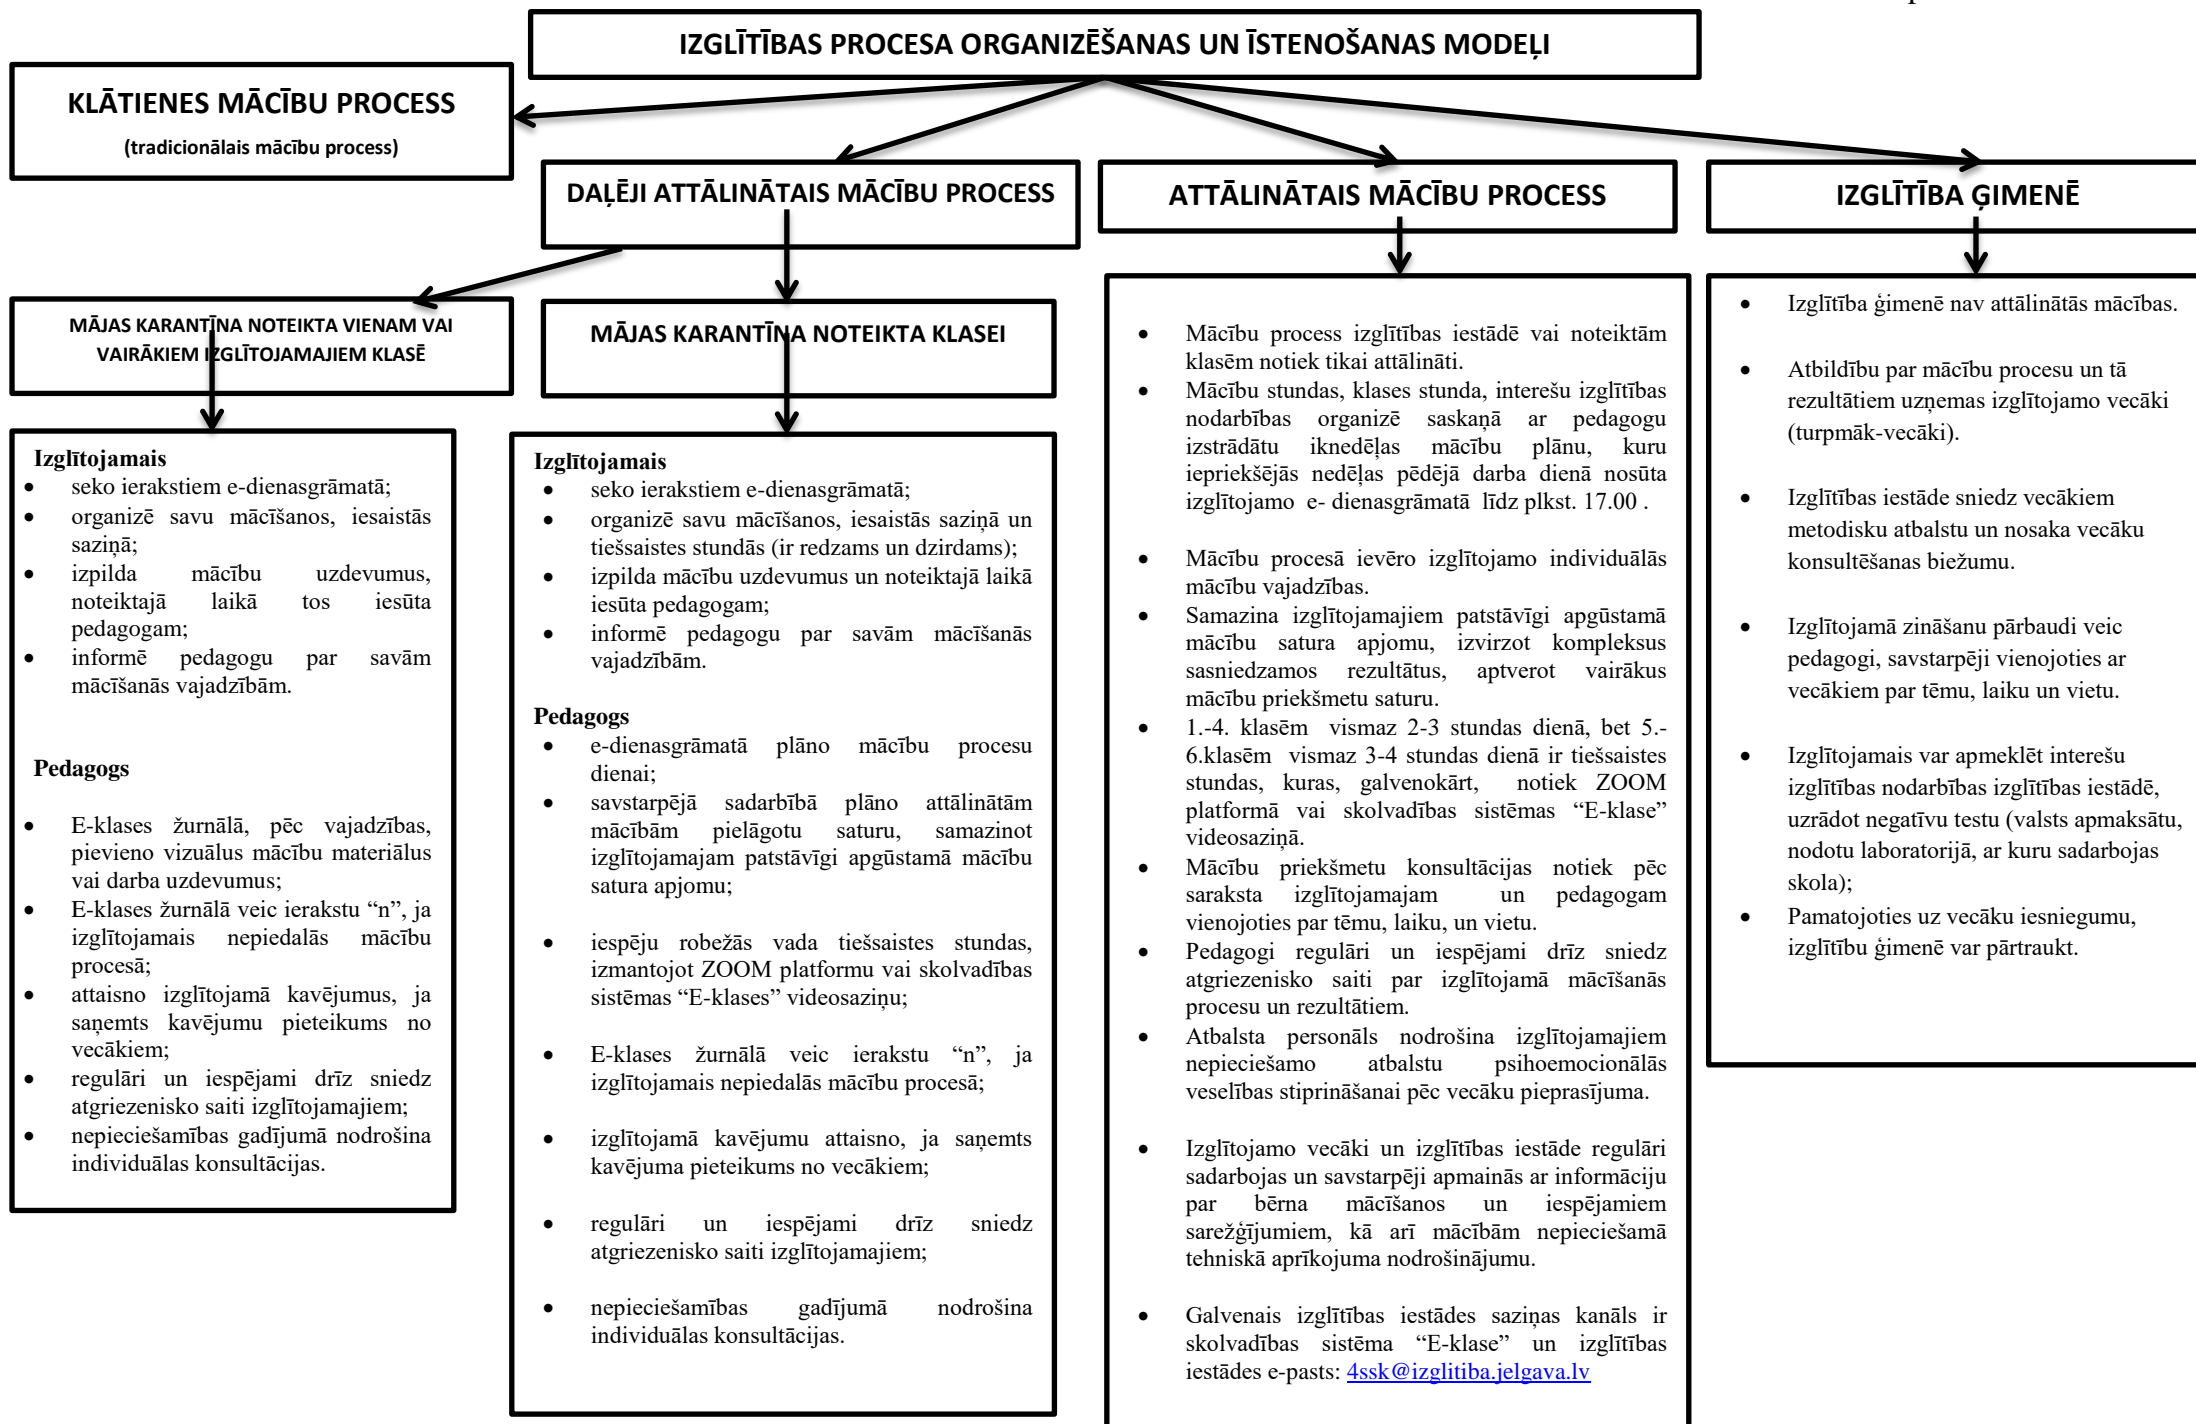 IZGLĪTĪBAS PROCESA ORGANIZĒŠANAS UN ĪSTENOŠANAS MODEĻI
KLĀTIENES MĀCĪBU PROCESS
(tradicionālais mācību process)
DAĻĒJI ATTĀLINĀTAIS MĀCĪBU PROCESS
ATTĀLINĀTAIS MĀCĪBU PROCESS
IZGLĪTĪBA ĢIMENĒ
MĀJAS KARANTĪNA NOTEIKTA VIENAM VAI
VAIRĀKIEM IZGLĪTOJAMAJIEM KLASĒ
MĀJAS KARANTĪNA NOTEIKTA KLASEI
Izglītojamais
• seko ierakstiem e-dienasgrāmatā;
• organizē savu mācīšanos, iesaistās
saziņā;
• izpilda mācību uzdevumus,
noteiktajā laikā tos iesūta
pedagogam;
• informē pedagogu par savām
mācīšanās vajadzībām.
Pedagogs
• E-klases žurnālā, pēc vajadzības,
pievieno vizuālus mācību materiālus
vai darba uzdevumus;
• E-klases žurnālā veic ierakstu “n”, ja
izglītojamais nepiedalās mācību
procesā;
• attaisno izglītojamā kavējumus, ja
saņemts kavējumu pieteikums no
vecākiem;
• regulāri un iespējami drīz sniedz
atgriezenisko saiti izglītojamajiem;
• nepieciešamības gadījumā nodrošina
individuālas konsultācijas.
Izglītojamais
• seko ierakstiem e-dienasgrāmatā;
• organizē savu mācīšanos, iesaistās saziņā un
tiešsaistes stundās (ir redzams un dzirdams);
• izpilda mācību uzdevumus un noteiktajā laikā
iesūta pedagogam;
• informē pedagogu par savām mācīšanās
vajadzībām.
Pedagogs
• e-dienasgrāmatā plāno mācību procesu
dienai;
• savstarpējā sadarbībā plāno attālinātām
mācībām pielāgotu saturu, samazinot
izglītojamajam patstāvīgi apgūstamā mācību
satura apjomu;
• iespēju robežās vada tiešsaistes stundas,
izmantojot ZOOM platformu vai skolvadības
sistēmas “E-klases” videosaziņu;
• E-klases žurnālā veic ierakstu “n”, ja
izglītojamais nepiedalās mācību procesā;
• izglītojamā kavējumu attaisno, ja saņemts
kavējuma pieteikums no vecākiem;
• regulāri un iespējami drīz sniedz
atgriezenisko saiti izglītojamajiem;
• nepieciešamības gadījumā nodrošina
individuālas konsultācijas.
• Mācību process izglītības iestādē vai noteiktām
klasēm notiek tikai attālināti.
• Mācību stundas, klases stunda, interešu izglītības
nodarbības organizē saskaņā ar pedagogu
izstrādātu iknedēļas mācību plānu, kuru
iepriekšējās nedēļas pēdējā darba dienā nosūta
izglītojamo e- dienasgrāmatā līdz plkst. 17.00 .
• Mācību procesā ievēro izglītojamo individuālās
mācību vajadzības.
• Samazina izglītojamajiem patstāvīgi apgūstamā
mācību satura apjomu, izvirzot kompleksus
sasniedzamos rezultātus, aptverot vairākus
mācību priekšmetu saturu.
• 1.-4. klasēm vismaz 2-3 stundas dienā, bet 5.-
6.klasēm vismaz 3-4 stundas dienā ir tiešsaistes
stundas, kuras, galvenokārt, notiek ZOOM
platformā vai skolvadības sistēmas “E-klase”
videosaziņā.
• Mācību priekšmetu konsultācijas notiek pēc
saraksta izglītojamajam un pedagogam
vienojoties par tēmu, laiku, un vietu.
• Pedagogi regulāri un iespējami drīz sniedz
atgriezenisko saiti par izglītojamā mācīšanās
procesu un rezultātiem.
• Atbalsta personāls nodrošina izglītojamajiem
nepieciešamo atbalstu psihoemocionālās
veselības stiprināšanai pēc vecāku pieprasījuma.
• Izglītojamo vecāki un izglītības iestāde regulāri
sadarbojas un savstarpēji apmainās ar informāciju
par bērna mācīšanos un iespējamiem
sarežģījumiem, kā arī mācībām nepieciešamā
tehniskā aprīkojuma nodrošinājumu.
• Galvenais izglītības iestādes saziņas kanāls ir
skolvadības sistēma “E-klase” un izglītības
iestādes e-pasts: 4ssk@izglitiba.jelgava.lv
• Izglītība ģimenē nav attālinātās mācības.
• Atbildību par mācību procesu un tā
rezultātiem uzņemas izglītojamo vecāki
(turpmāk-vecāki).
• Izglītības iestāde sniedz vecākiem
metodisku atbalstu un nosaka vecāku
konsultēšanas biežumu.
• Izglītojamā zināšanu pārbaudi veic
pedagogi, savstarpēji vienojoties ar
vecākiem par tēmu, laiku un vietu.
• Izglītojamais var apmeklēt interešu
izglītības nodarbības izglītības iestādē,
uzrādot negatīvu testu (valsts apmaksātu,
nodotu laboratorijā, ar kuru sadarbojas
skola);
• Pamatojoties uz vecāku iesniegumu,
izglītību ģimenē var pārtraukt.